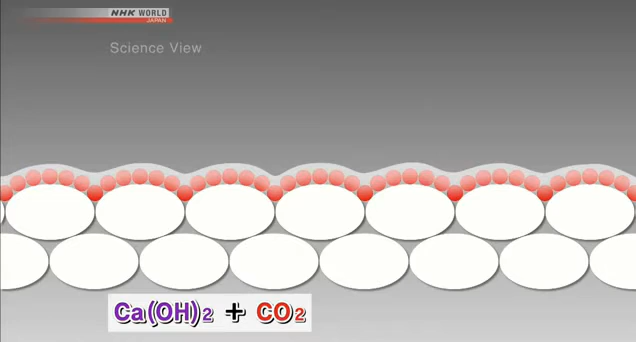 NHK WORLD
JAPAN
Science View
Ca(OH)₂ + CO₂